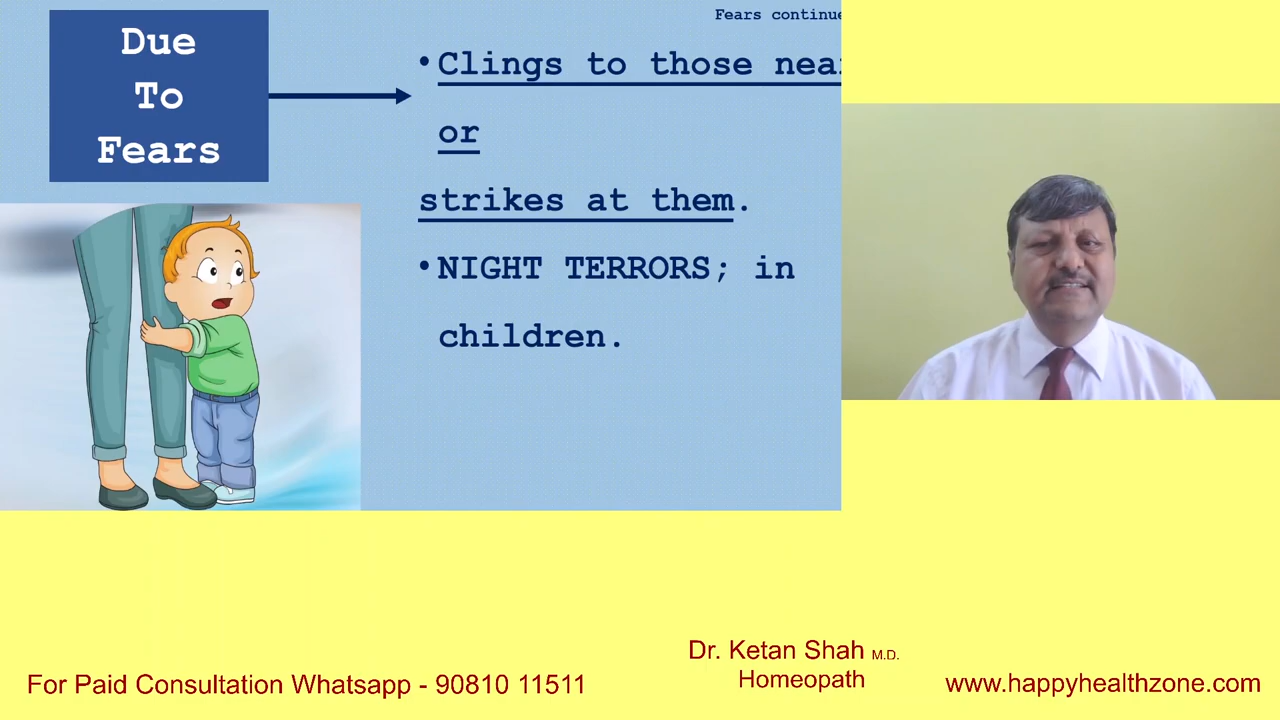 Due
To
Fears
Fears continue
•Clings to those near
or
strikes at them.
•NIGHT TERRORS; in
children.
Dr. Ketan Shah M.D.
Homeopath
For Paid Consultation Whatsapp - 90810 11511
www.happyhealthzone.com